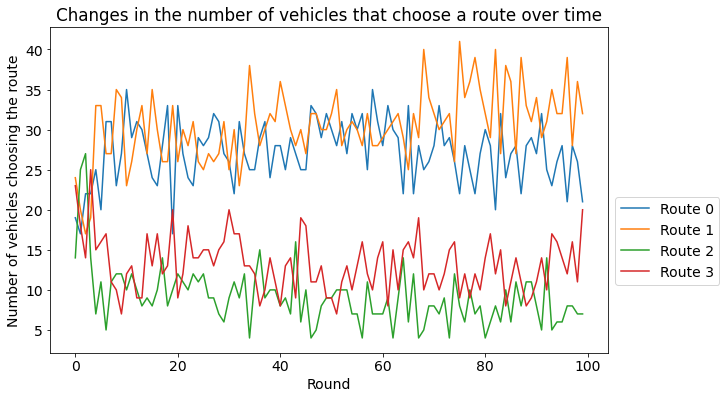 Changes in the number of vehicles that choose a route over time
Number of vehicles choosing the route
40
35
30
25
20
15
10
5
0
20
40
60
80
100
Round
Route 0
Route 1
Route 2
Route 3